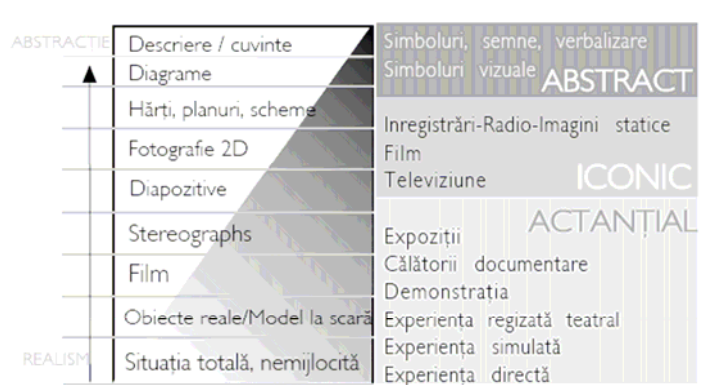 ABSTRACTIE
Descriere / cuvinte
Diagrame
Hărți, planuri, scheme
Fotografie 2D
Diapozitive
Stereographs
Film
Obiecte reale/Model la scară
REALISM
Situația totală, nemijlocită
Simboluri, semne, verbalizare
Simboluri vizuale
ABSTRACT
Inregistrări-Radio-Imagini statice
Film
Televiziune
ICONIC
ACTANȚIAL
Expoziții
Călătorii documentare
Demonstrația
Experiența regizată teatral
Experiența simulată
Experiența directă